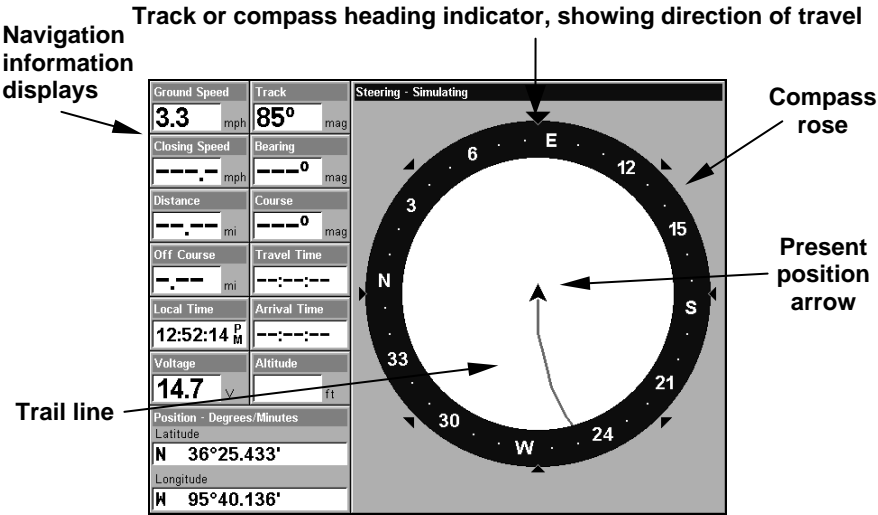 Track or compass heading indicator, showing direction of travel
Navigation
information
displays
Ground Speed
3.3 mph
Track
85° mag
Closing Speed
---.- mph
Bearing
---° mag
Distance
--.-- mi
Course
---° mag
Off Course
-.-- mi
Travel Time
--:--:--
Local Time
12:52:14 PM
Arrival Time
--:--:--
Voltage
14.7 V
Altitude
ft
Position - Degrees/Minutes
Latitude
N 36°25.433'
Longitude
W 95°40.136'
Steering - Simulating
E
12
15
S
21
24
W
30
33
N
3
6
Compass
rose
Present
position
arrow
Trail line